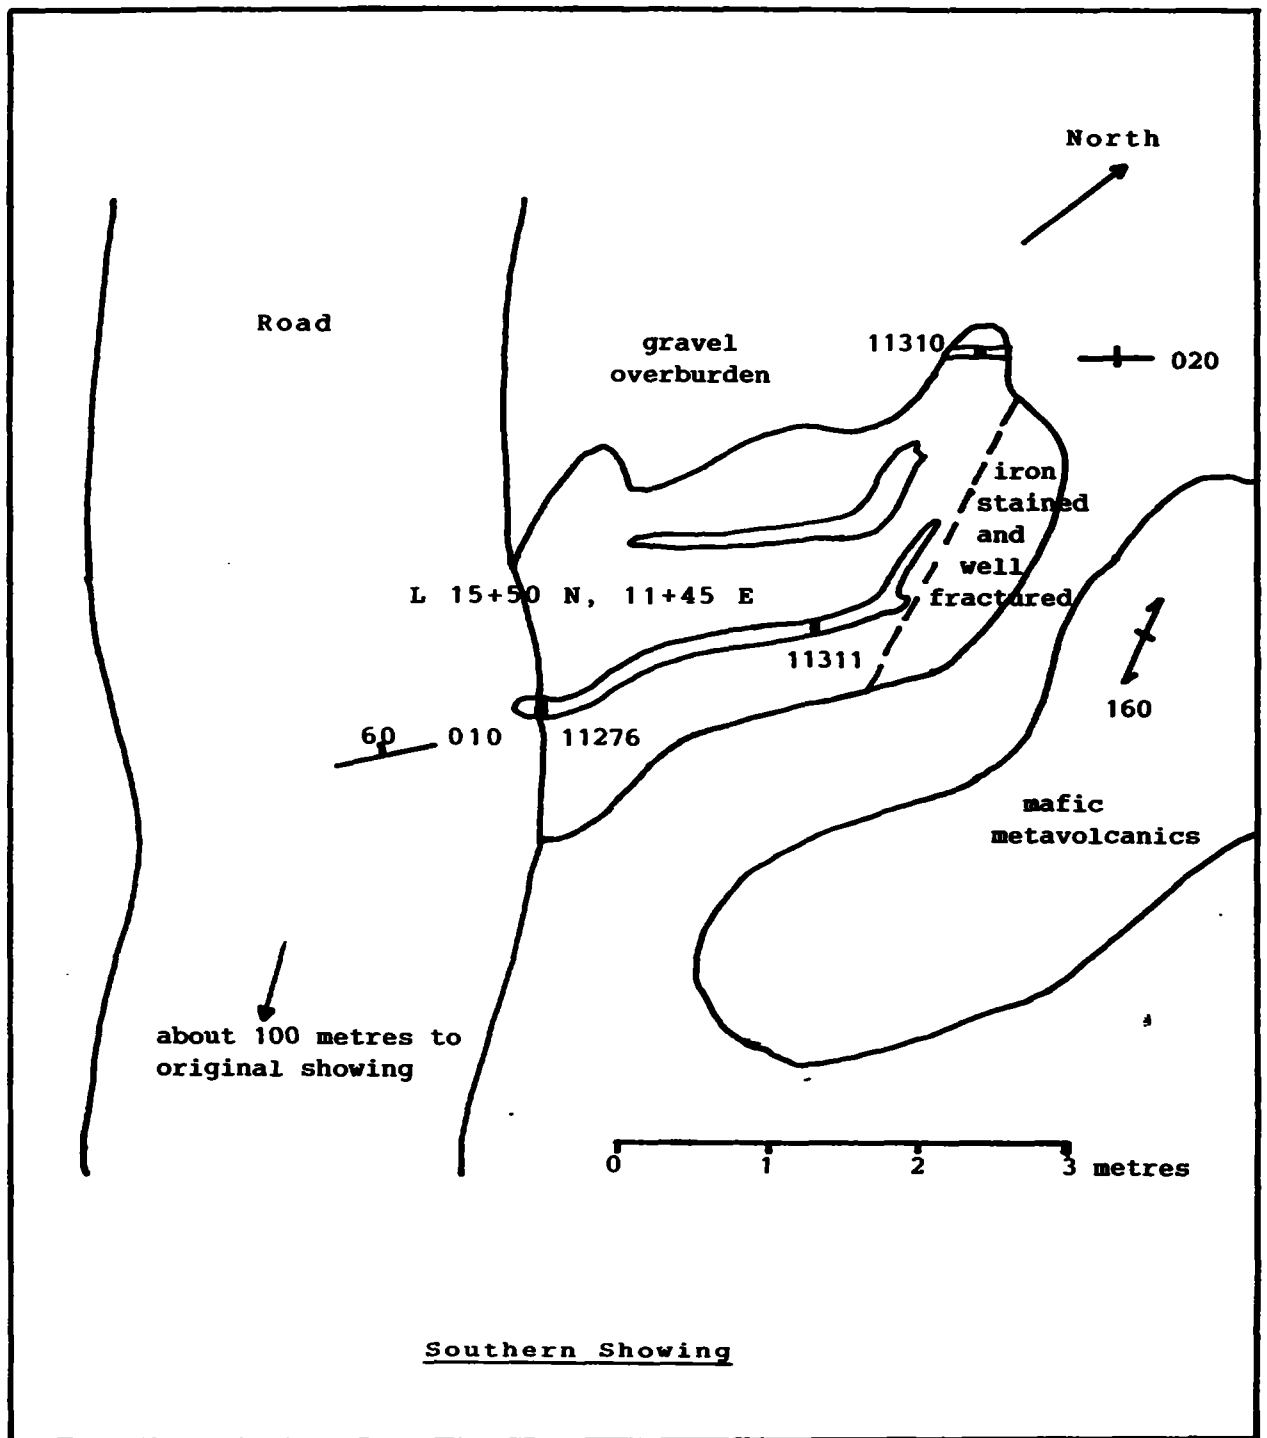 North
Road
gravel
overburden
11310
020
iron
stained
and
well
fractured
L 15+50 N, 11+45 E
11311
160
60 010 11276
mafic
metavolcanics
about 100 metres to
original showing
0 1 2 3 metres
Southern Showing